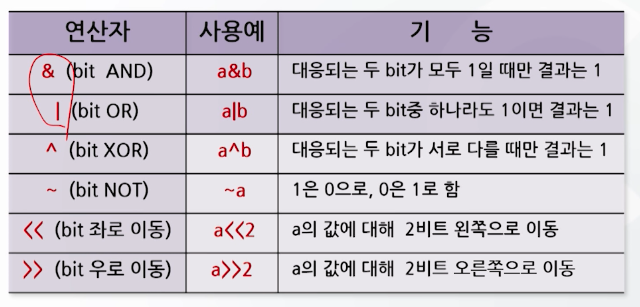 연산자 사용예 기 능
& (bit AND) a&b 대응되는 두 bit가 모두 1일 때만 결과는 1
| (bit OR) a|b 대응되는 두 bit중 하나라도 1이면 결과는 1
^ (bit XOR) a^b 대응되는 두 bit가 서로 다를 때만 결과는 1
~ (bit NOT) ~a 1은 0으로, 0은 1로 함
<< (bit 좌로 이동) a<<2 a의 값에 대해 2비트 왼쪽으로 이동
>> (bit 우로 이동) a>>2 a의 값에 대해 2비트 오른쪽으로 이동